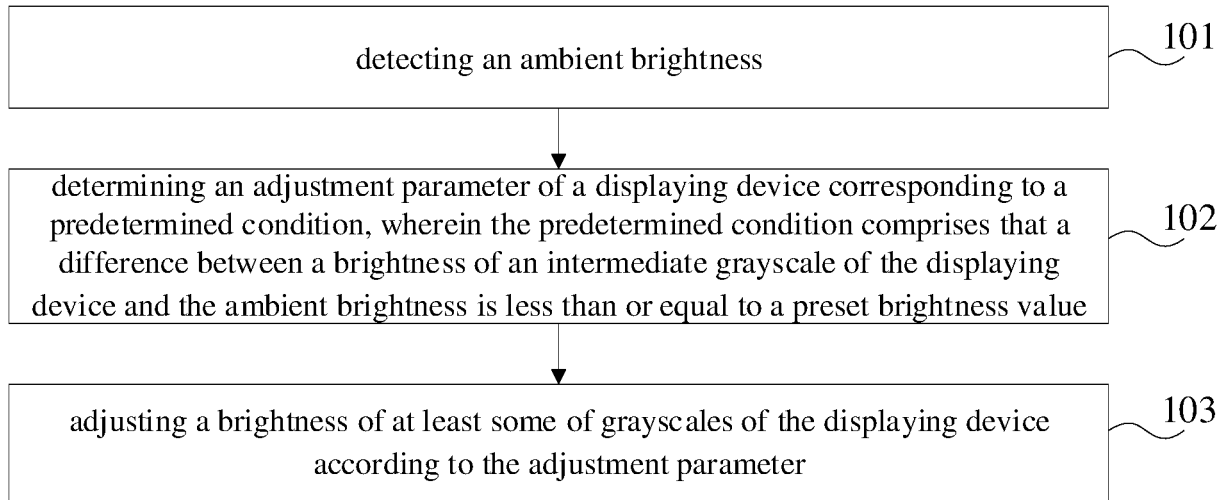 detecting an ambient brightness
101
determining an adjustment parameter of a displaying device corresponding to a
predetermined condition, wherein the predetermined condition comprises that a
difference between a brightness of an intermediate grayscale of the displaying
device and the ambient brightness is less than or equal to a preset brightness value
102
adjusting a brightness of at least some of grayscales of the displaying device
according to the adjustment parameter
103